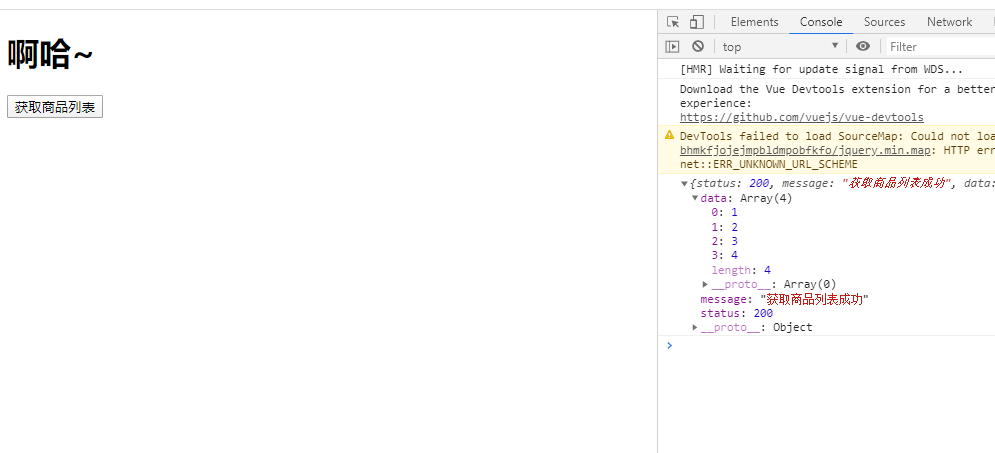 啊哈~
获取商品列表
Elements Console Sources Network
top Filter
[HMR] Waiting for update signal from WDS...
Download the Vue Devtools extension for a better
experience:
https://github.com/vuejs/vue-devtools
DevTools failed to load SourceMap: Could not loa
bhmkfjojejmpbldmpobfkfo/jquery.min.map: HTTP err
net::ERR_UNKNOWN_URL_SCHEME
{status: 200, message: "获取商品列表成功", data:
data: Array(4)
0: 1
1: 2
2: 3
3: 4
length: 4
__proto__: Array(0)
message: "获取商品列表成功"
status: 200
__proto__: Object